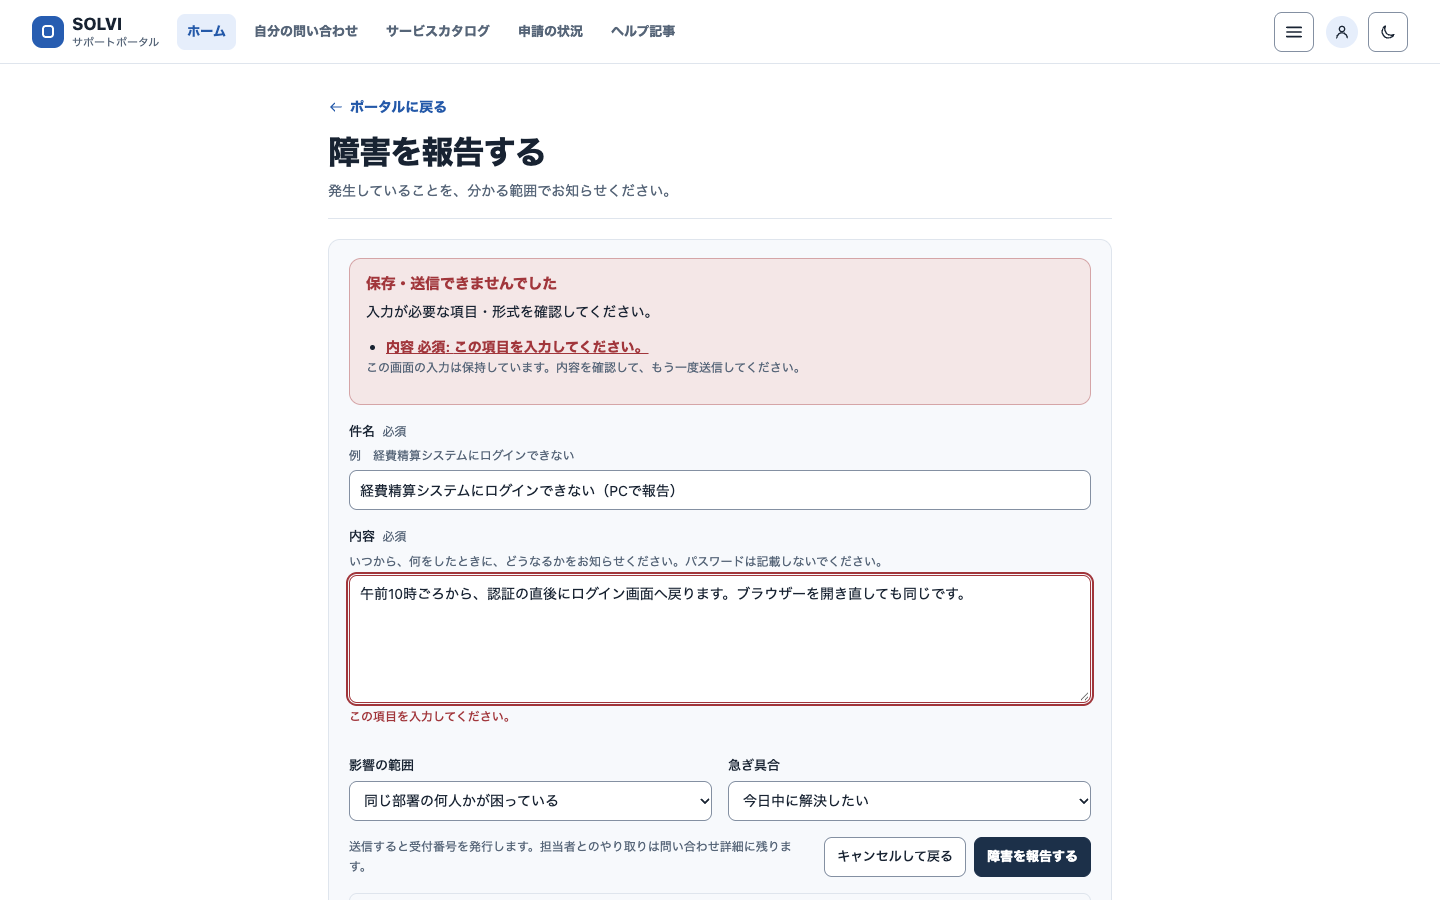 SOLVI
サポートポータル
ホーム
自分の問い合わせ
サービスカタログ
申請の状況
ヘルプ記事
← ポータルに戻る
障害を報告する
発生していることを、分かる範囲でお知らせください。
保存・送信できませんでした
入力が必要な項目・形式を確認してください。
• 内容 必須: この項目を入力してください。
この画面の入力は保持しています。内容を確認して、もう一度送信してください。
件名 必須
例　経費精算システムにログインできない
経費精算システムにログインできない（PCで報告）
内容 必須
いつから、何をしたときに、どうなるかをお知らせください。パスワードは記載しないでください。
午前10時ごろから、認証の直後にログイン画面へ戻ります。ブラウザーを開き直しても同じです。
この項目を入力してください。
影響の範囲
急ぎ具合
同じ部署の何人かが困っている
今日中に解決したい
送信すると受付番号を発行します。担当者とのやり取りは問い合わせ詳細に残りま
す。
キャンセルして戻る
障害を報告する